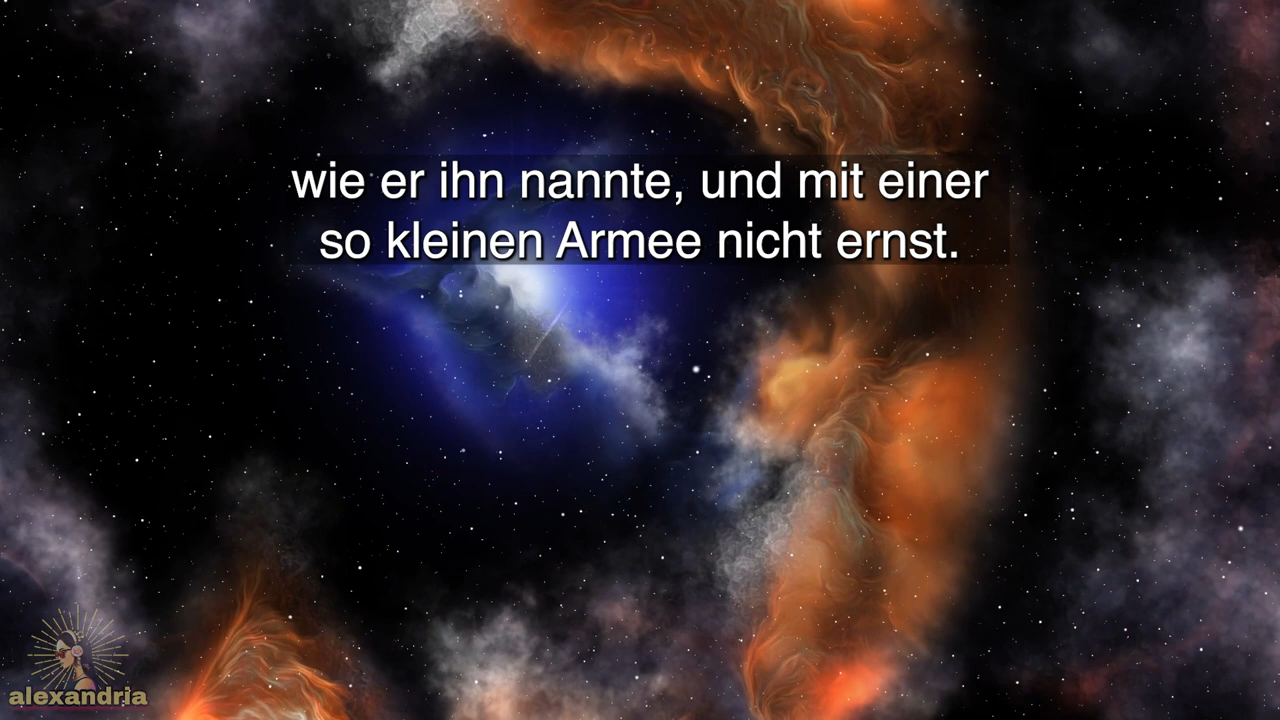 wie er ihn nannte, und mit einer
so kleinen Armee nicht ernst.
alexandria